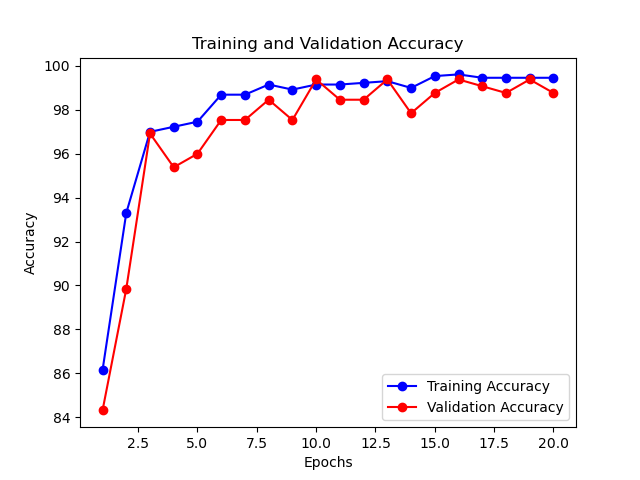 Training and Validation Accuracy
100
98
96
94
92
90
88
86
84
Accuracy
Training Accuracy
Validation Accuracy
2.5 5.0 7.5 10.0 12.5 15.0 17.5 20.0
Epochs